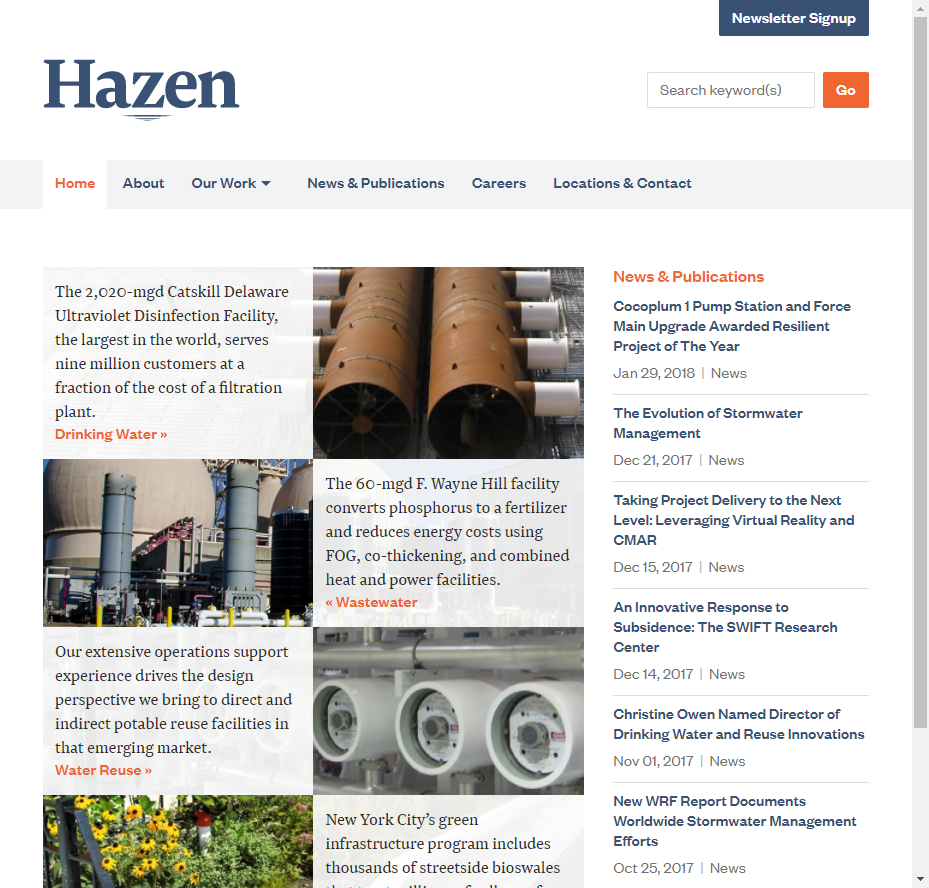 Newsletter Signup
Hazen
Search keyword(s)
Go
Home
About
Our Work
News & Publications
Careers
Locations & Contact
The 2,020-mgd Catskill Delaware
Ultraviolet Disinfection Facility,
the largest in the world, serves
nine million customers at a
fraction of the cost of a filtration
plant.
Drinking Water »
The 60-mgd F. Wayne Hill facility
converts phosphorus to a fertilizer
and reduces energy costs using
FOG, co-thickening, and combined
heat and power facilities.
« Wastewater
Our extensive operations support
experience drives the design
perspective we bring to direct and
indirect potable reuse facilities in
that emerging market.
Water Reuse »
New York City’s green
infrastructure program includes
thousands of streetside bioswales
News & Publications
Cocoplum 1 Pump Station and Force
Main Upgrade Awarded Resilient
Project of The Year
Jan 29, 2018 | News
The Evolution of Stormwater
Management
Dec 21, 2017 | News
Taking Project Delivery to the Next
Level: Leveraging Virtual Reality and
CMAR
Dec 15, 2017 | News
An Innovative Response to
Subsidence: The SWIFT Research
Center
Dec 14, 2017 | News
Christine Owen Named Director of
Drinking Water and Reuse Innovations
Nov 01, 2017 | News
New WRF Report Documents
Worldwide Stormwater Management
Efforts
Oct 25, 2017 | News